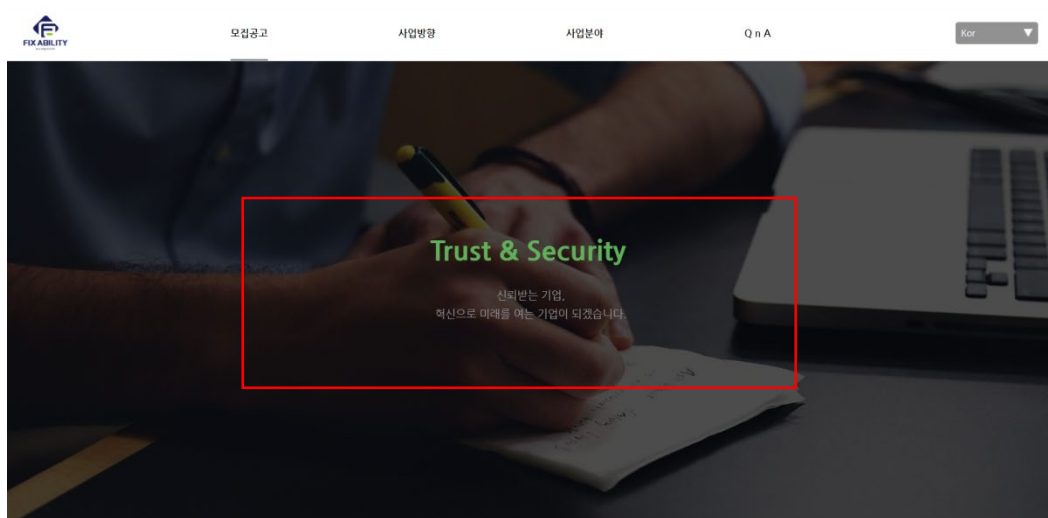 FIX ABILITY
모집공고
사업방향
사업분야
Q n A
Kor
Trust & Security
신뢰받는 기업,
혁신으로 미래를 여는 기업이 되겠습니다.